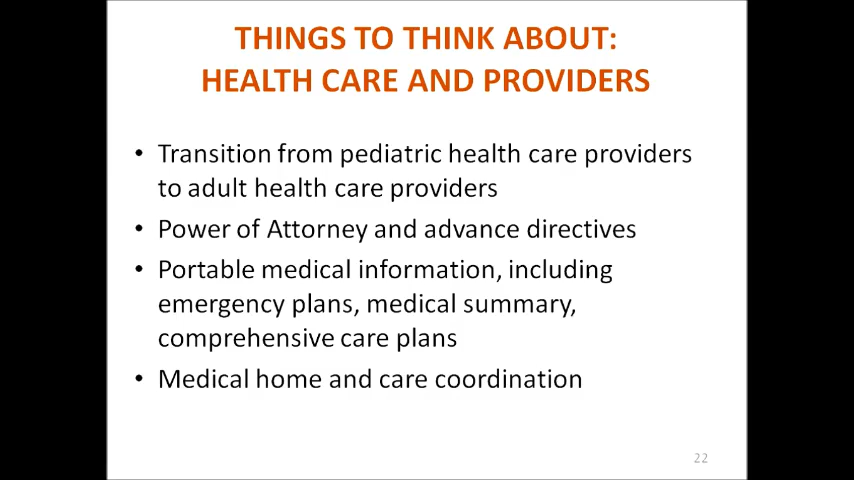 THINGS TO THINK ABOUT:
HEALTH CARE AND PROVIDERS
• Transition from pediatric health care providers
to adult health care providers
• Power of Attorney and advance directives
• Portable medical information, including
emergency plans, medical summary,
comprehensive care plans
• Medical home and care coordination
22